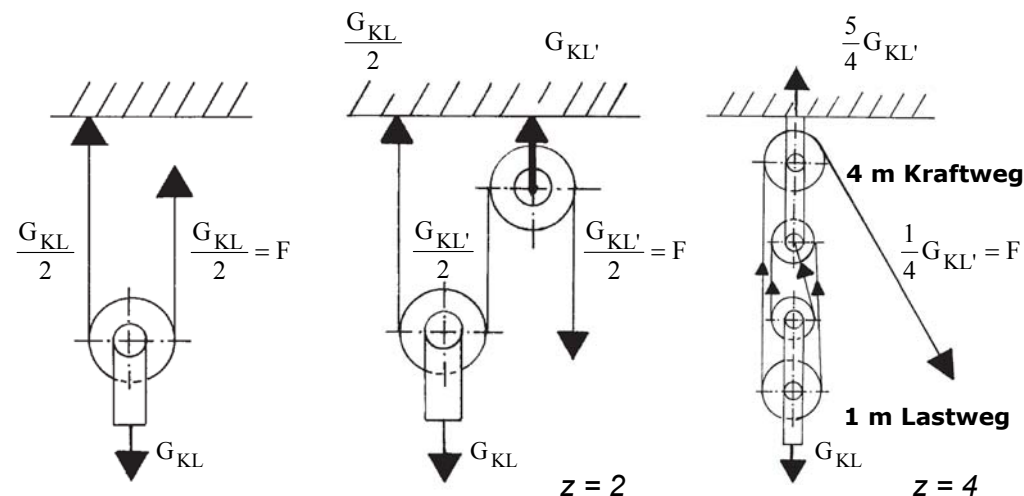 G_KL/2
G_KL/2 = F
G_KL
G_KL/2
G_KL'
G_KL'/2
G_KL'/2 = F
G_KL
z = 2
5/4 G_KL'
4 m Kraftweg
1/4 G_KL' = F
1 m Lastweg
G_KL
z = 4